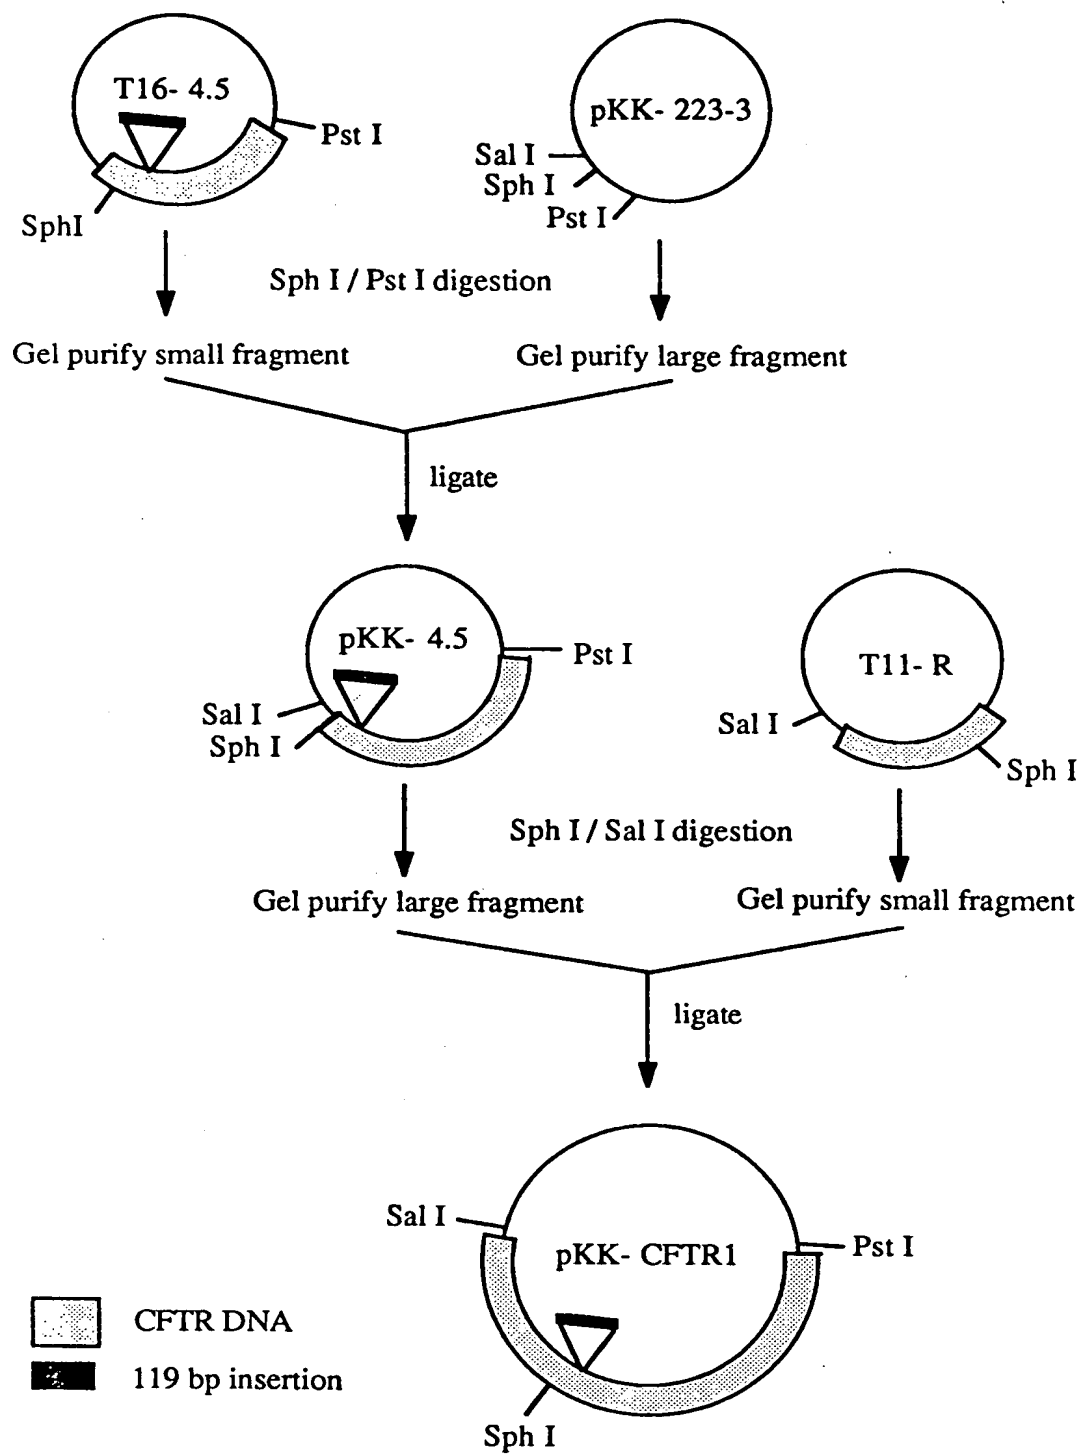 T16- 4.5
Pst I
SphI
pKK- 223-3
Sal I
Sph I
Pst I
Sph I / Pst I digestion
Gel purify small fragment
Gel purify large fragment
ligate
pKK- 4.5
Pst I
Sal I
Sph I
T11- R
Sal I
Sph I
Sph I / Sal I digestion
Gel purify large fragment
Gel purify small fragment
ligate
Sal I
pKK- CFTR1
Pst I
Sph I
CFTR DNA
119 bp insertion